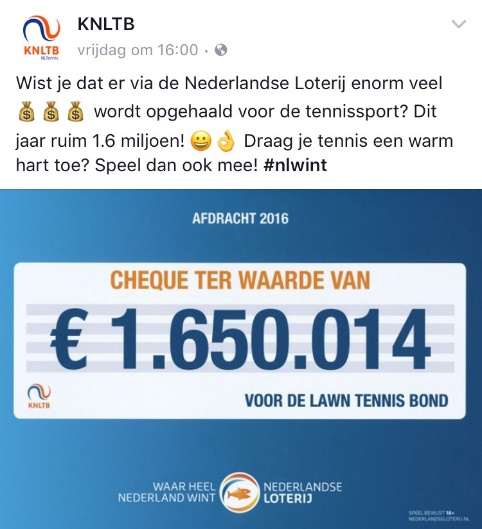 KNLTB
KNLTB
NL Tennis
vrijdag om 16:00 ·
Wist je dat er via de Nederlandse Loterij enorm veel
💰 💰 💰 wordt opgehaald voor de tennissport? Dit
jaar ruim 1.6 miljoen! 😀 👌 Draag je tennis een warm
hart toe? Speel dan ook mee! #nlwint
AFDRACHT 2016
CHEQUE TER WAARDE VAN
€ 1.650.014
KNLTB
VOOR DE LAWN TENNIS BOND
WAAR HEEL
NEDERLAND WINT
NEDERLANDSE
LOTERIJ
SPEEL BEWUST 18+
NEDERLANDSELOTERIJ.NL